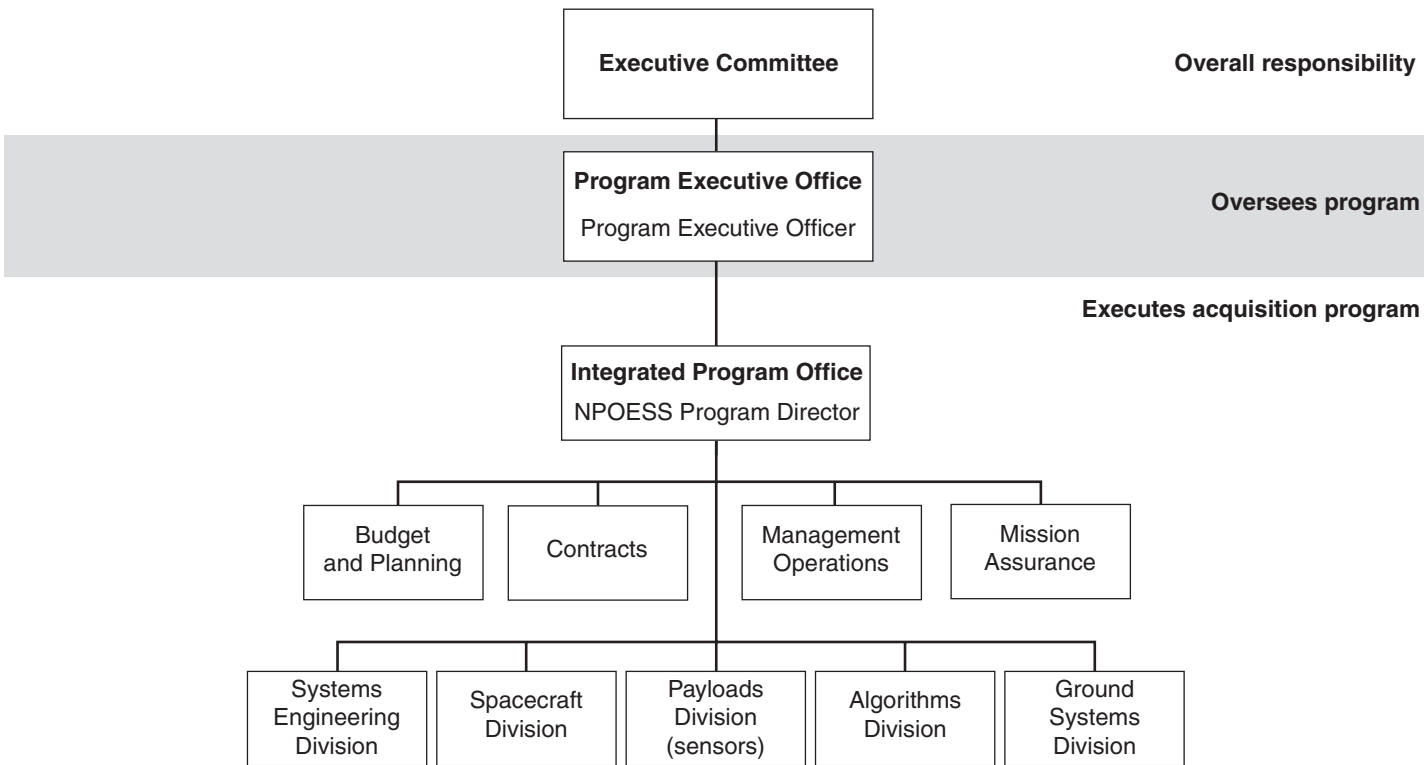 Executive Committee
Overall responsibility
Program Executive Office
Program Executive Officer
Oversees program
Executes acquisition program
Integrated Program Office
NPOESS Program Director
Budget
and Planning
Contracts
Management
Operations
Mission
Assurance
Systems
Engineering
Division
Spacecraft
Division
Payloads
Division
(sensors)
Algorithms
Division
Ground
Systems
Division